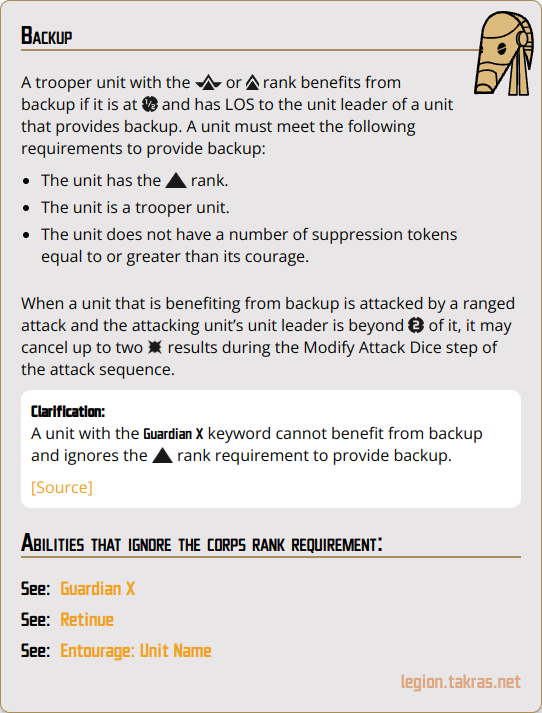 Backup
A trooper unit with the or rank benefits from
backup if it is at ½ and has LOS to the unit leader of a unit
that provides backup. A unit must meet the following
requirements to provide backup:
• The unit has the rank.
• The unit is a trooper unit.
• The unit does not have a number of suppression tokens
equal to or greater than its courage.
When a unit that is benefiting from backup is attacked by a ranged
attack and the attacking unit’s unit leader is beyond 2 of it, it may
cancel up to two results during the Modify Attack Dice step of
the attack sequence.
Clarification:
A unit with the Guardian X keyword cannot benefit from backup
and ignores the rank requirement to provide backup.
[Source]
Abilities that ignore the corps rank requirement:
See: Guardian X
See: Retinue
See: Entourage: Unit Name
legion.takras.net